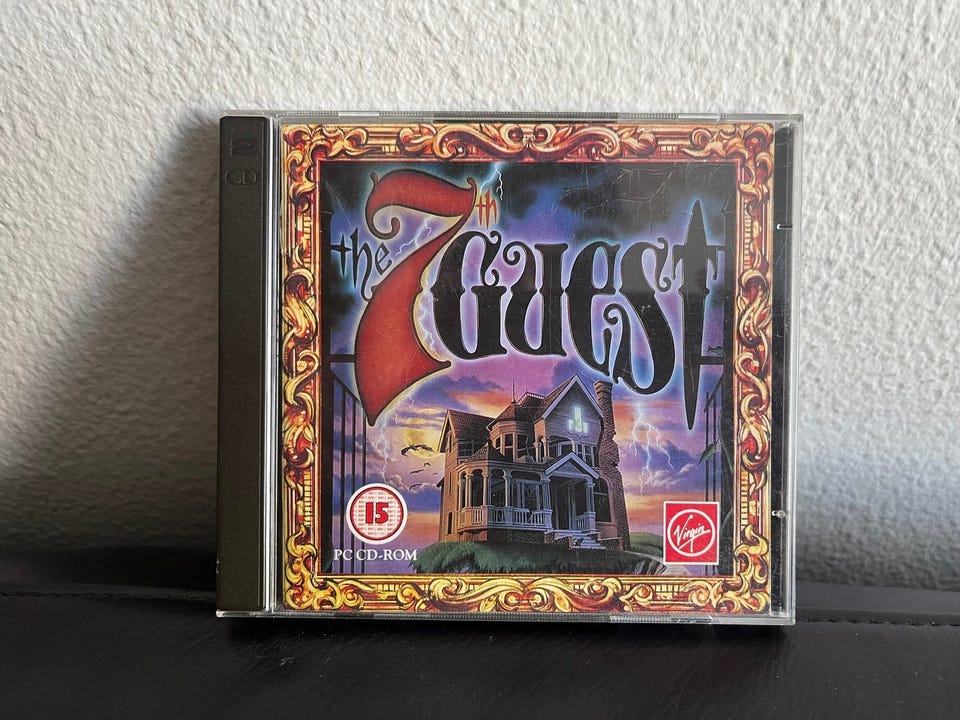 2
CD
the 7th Guest
15
PC CD-ROM
Virgin